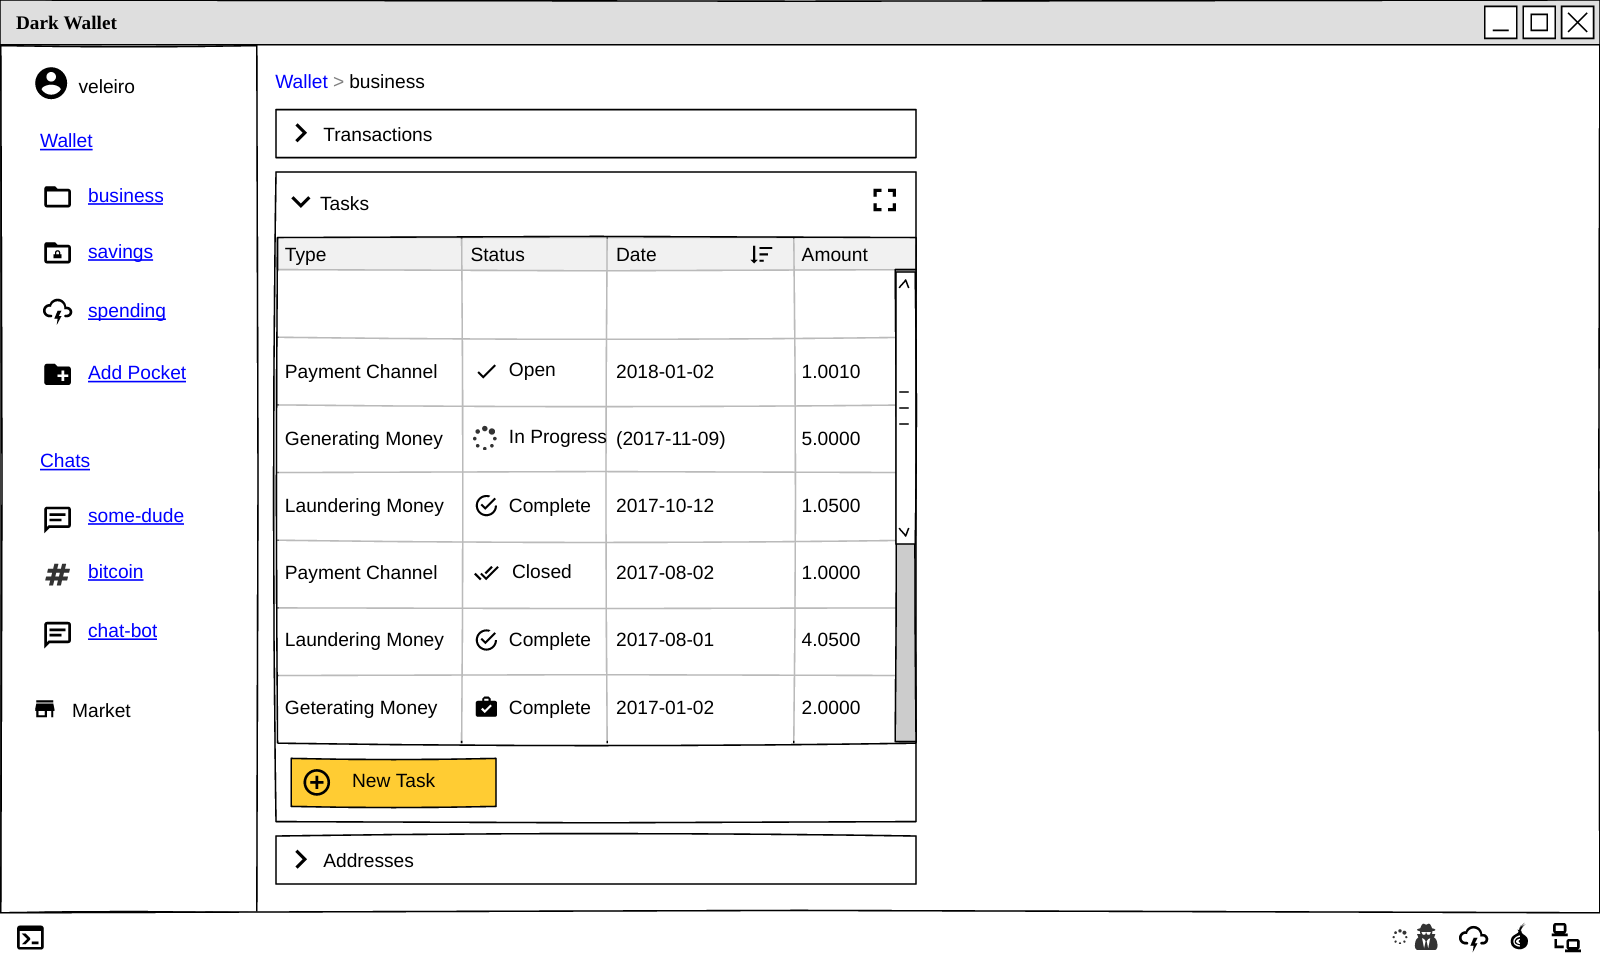 Dark Wallet
veleiro
Wallet
business
savings
spending
Add Pocket
Chats
some-dude
bitcoin
chat-bot
Market
Wallet > business
Transactions
Tasks
Type Status Date Amount
Payment Channel Open 2018-01-02 1.0010
Generating Money In Progress (2017-11-09) 5.0000
Laundering Money Complete 2017-10-12 1.0500
Payment Channel Closed 2017-08-02 1.0000
Laundering Money Complete 2017-08-01 4.0500
Geterating Money Complete 2017-01-02 2.0000
New Task
Addresses